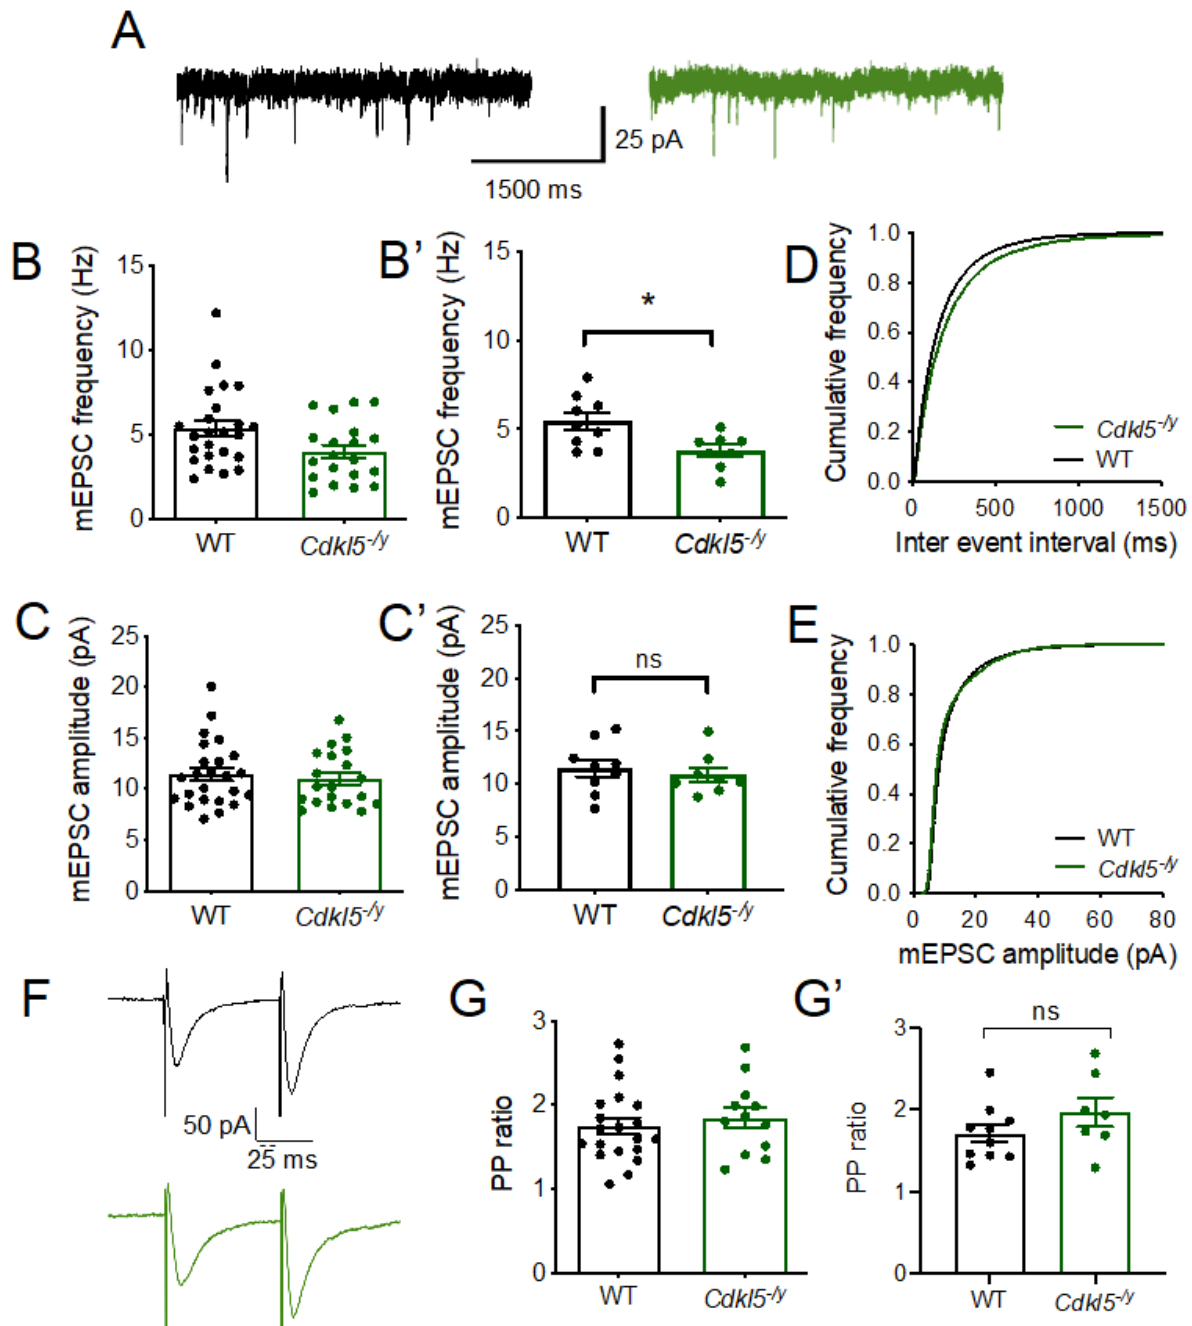 A
25 pA
1500 ms
B
mEPSC frequency (Hz)
15
10
5
0
WT
Cdkl5-/y
B’
mEPSC frequency (Hz)
15
10
5
0
*
WT
Cdkl5-/y
D
Cumulative frequency
1.0
0.8
0.6
0.4
0.2
0.0
Cdkl5-/y
WT
0
500
1000
1500
Inter event interval (ms)
C
mEPSC amplitude (pA)
25
20
15
10
5
0
WT
Cdkl5-/y
C’
mEPSC amplitude (pA)
25
20
15
10
5
0
ns
WT
Cdkl5-/y
E
Cumulative frequency
1.0
0.8
0.6
0.4
0.2
0.0
WT
Cdkl5-/y
0
20
40
60
80
mEPSC amplitude (pA)
F
50 pA
25 ms
G
PP ratio
3
2
1
0
WT
Cdkl5-/y
G’
PP ratio
3
2
1
0
ns
WT
Cdkl5-/y